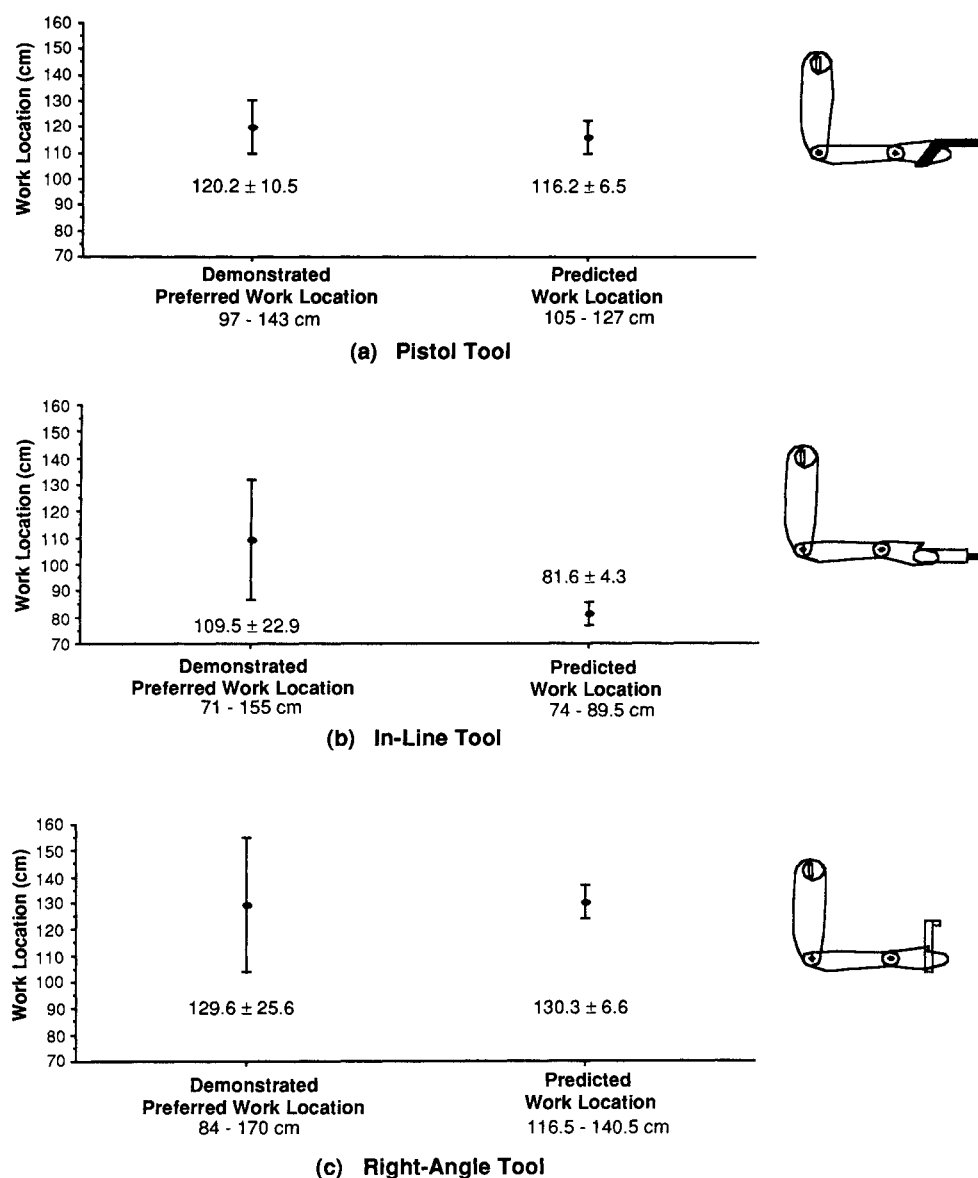 160
150
140
130
120
110
100
90
80
70
Work Location (cm)
120.2 ± 10.5
116.2 ± 6.5
Demonstrated
Preferred Work Location
97 - 143 cm
Predicted
Work Location
105 - 127 cm
(a) Pistol Tool
160
150
140
130
120
110
100
90
80
70
Work Location (cm)
109.5 ± 22.9
81.6 ± 4.3
Demonstrated
Preferred Work Location
71 - 155 cm
Predicted
Work Location
74 - 89.5 cm
(b) In-Line Tool
160
150
140
130
120
110
100
90
80
70
Work Location (cm)
129.6 ± 25.6
130.3 ± 6.6
Demonstrated
Preferred Work Location
84 - 170 cm
Predicted
Work Location
116.5 - 140.5 cm
(c) Right-Angle Tool